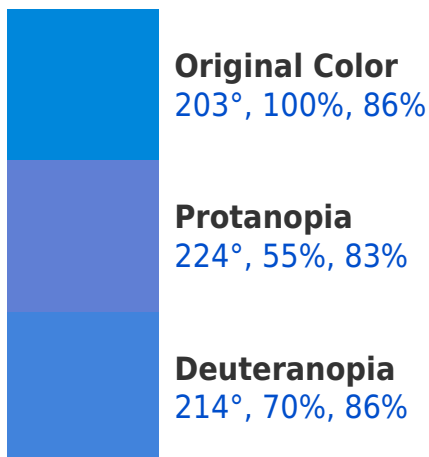 Original Color
203°, 100%, 86%
Protanopia
224°, 55%, 83%
Deuteranopia
214°, 70%, 86%